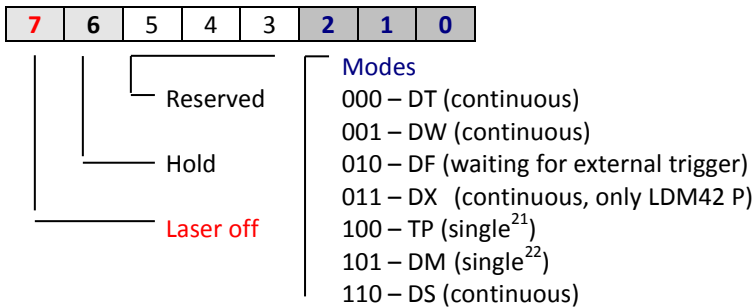 7 6 5 4 3 2 1 0
Modes
Reserved
000 – DT (continuous)
001 – DW (continuous)
Hold
010 – DF (waiting for external trigger)
011 – DX (continuous, only LDM42 P)
Laser off
100 – TP (single21)
101 – DM (single22)
110 – DS (continuous)